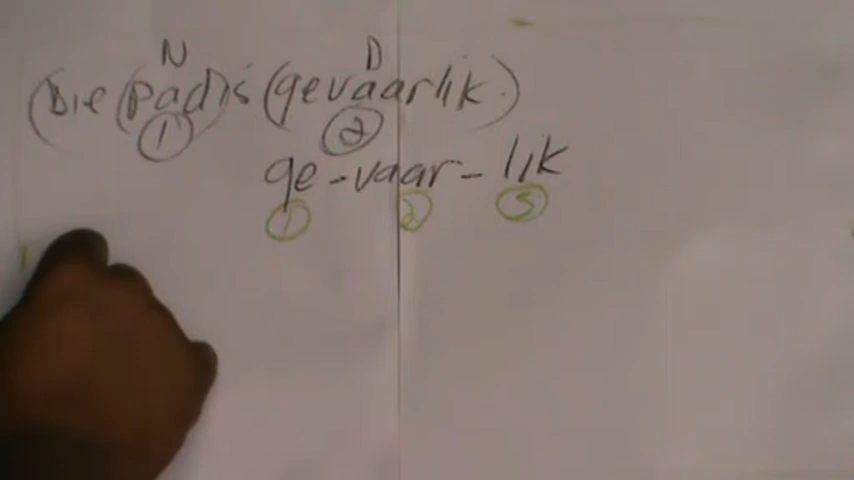 N D
(Die (pad) is (gevaarlik.)
1 2
ge-vaar-lik
1 2 3